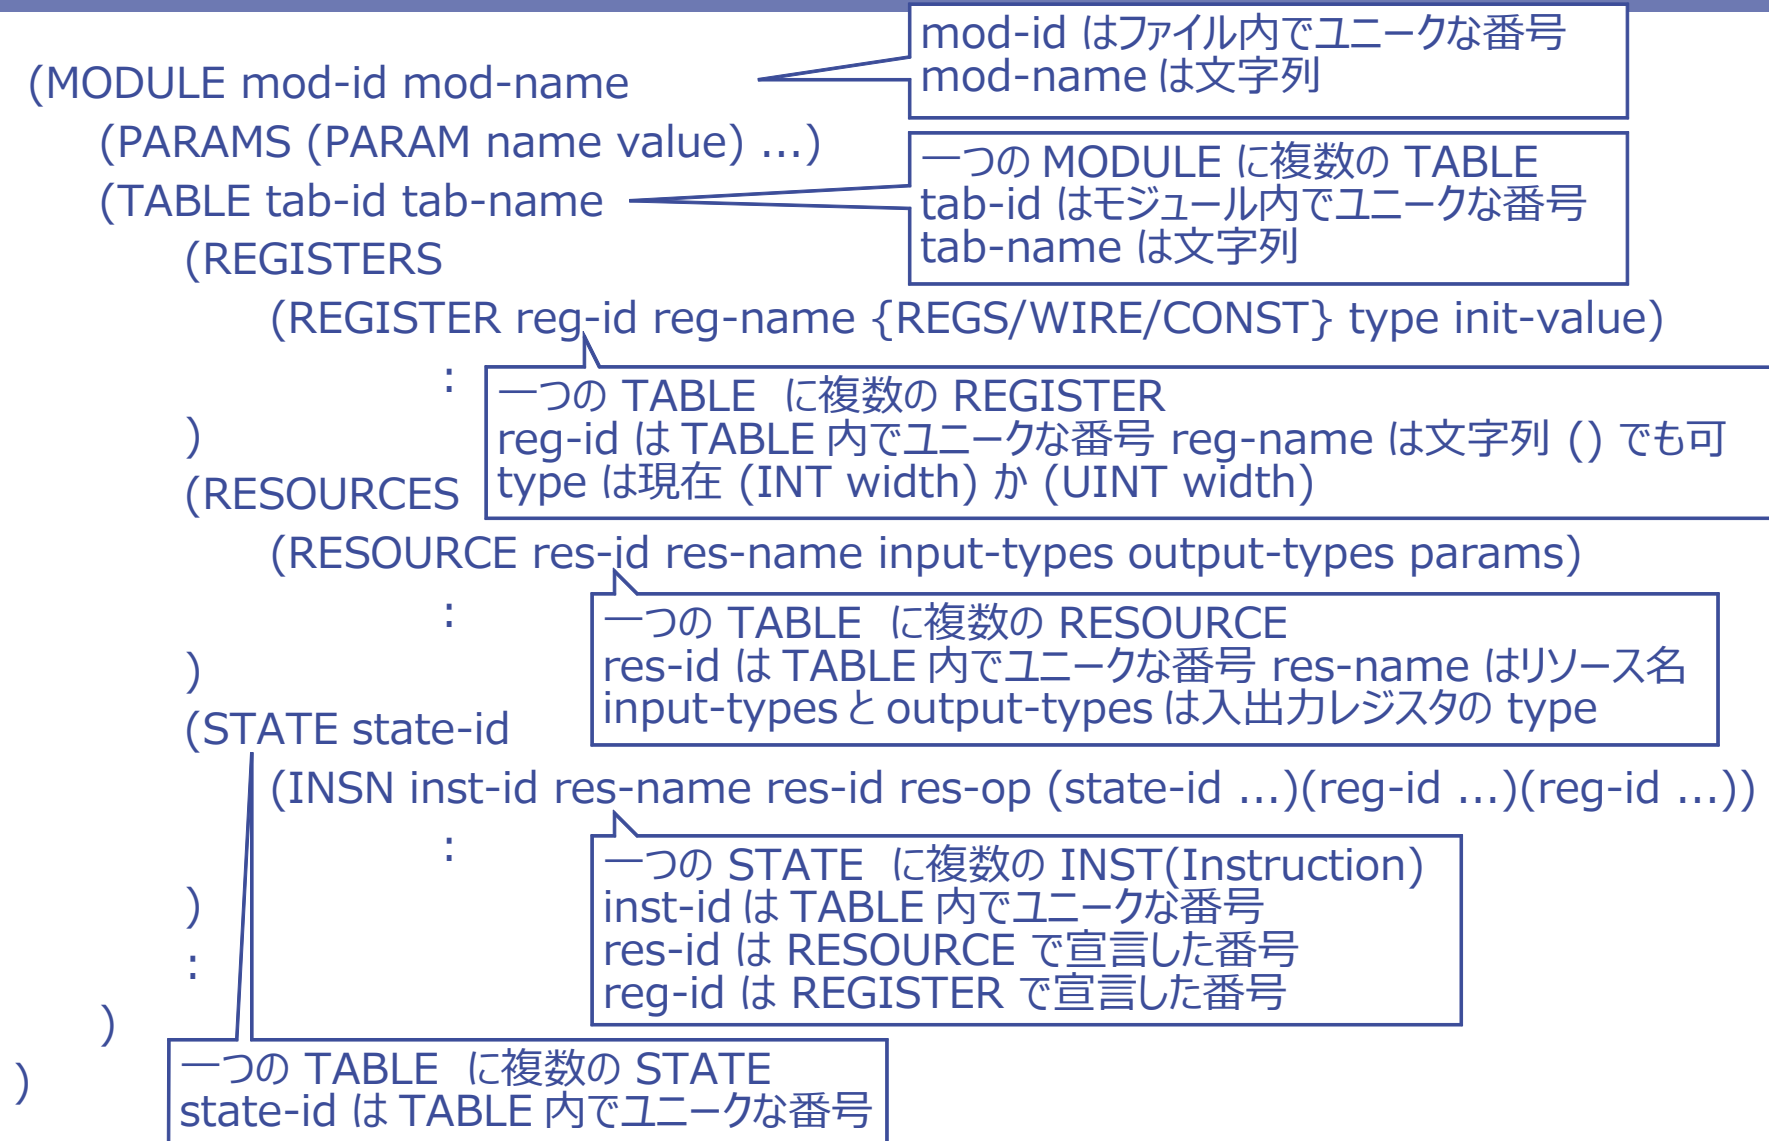 mod-id はファイル内でユニークな番号
mod-name は文字列
(MODULE mod-id mod-name
(PARAMS (PARAM name value) ...)
一つの MODULE に複数の TABLE
tab-id はモジュール内でユニークな番号
tab-name は文字列
(TABLE tab-id tab-name
(REGISTERS
(REGISTER reg-id reg-name {REGS/WIRE/CONST} type init-value)
:
一つの TABLE に複数の REGISTER
reg-id は TABLE 内でユニークな番号 reg-name は文字列 () でも可
type は現在 (INT width) か (UINT width)
)
(RESOURCES
(RESOURCE res-id res-name input-types output-types params)
:
一つの TABLE に複数の RESOURCE
res-id は TABLE 内でユニークな番号 res-name はリソース名
input-types と output-types は入出力レジスタの type
)
(STATE state-id
(INSN inst-id res-name res-id res-op (state-id ...)(reg-id ...)(reg-id ...))
:
一つの STATE に複数の INST(Instruction)
inst-id は TABLE 内でユニークな番号
res-id は RESOURCE で宣言した番号
reg-id は REGISTER で宣言した番号
)
:
)
一つの TABLE に複数の STATE
state-id は TABLE 内でユニークな番号
)